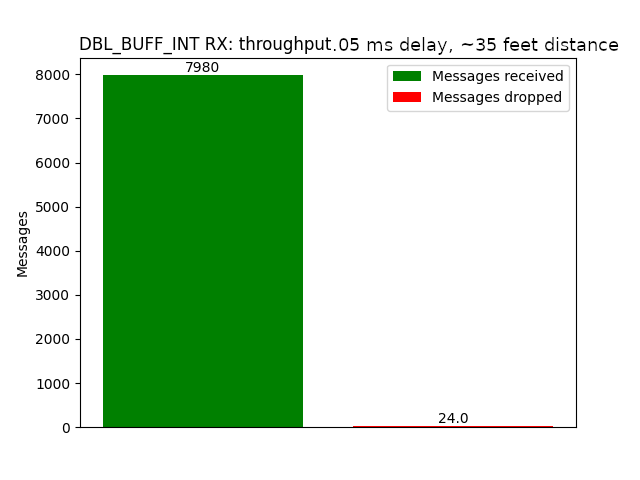 DBL_BUFF_INT RX: throughput.05 ms delay, ~35 feet distance
7980
Messages received
Messages dropped
8000
7000
6000
5000
4000
3000
2000
1000
0
Messages
24.0